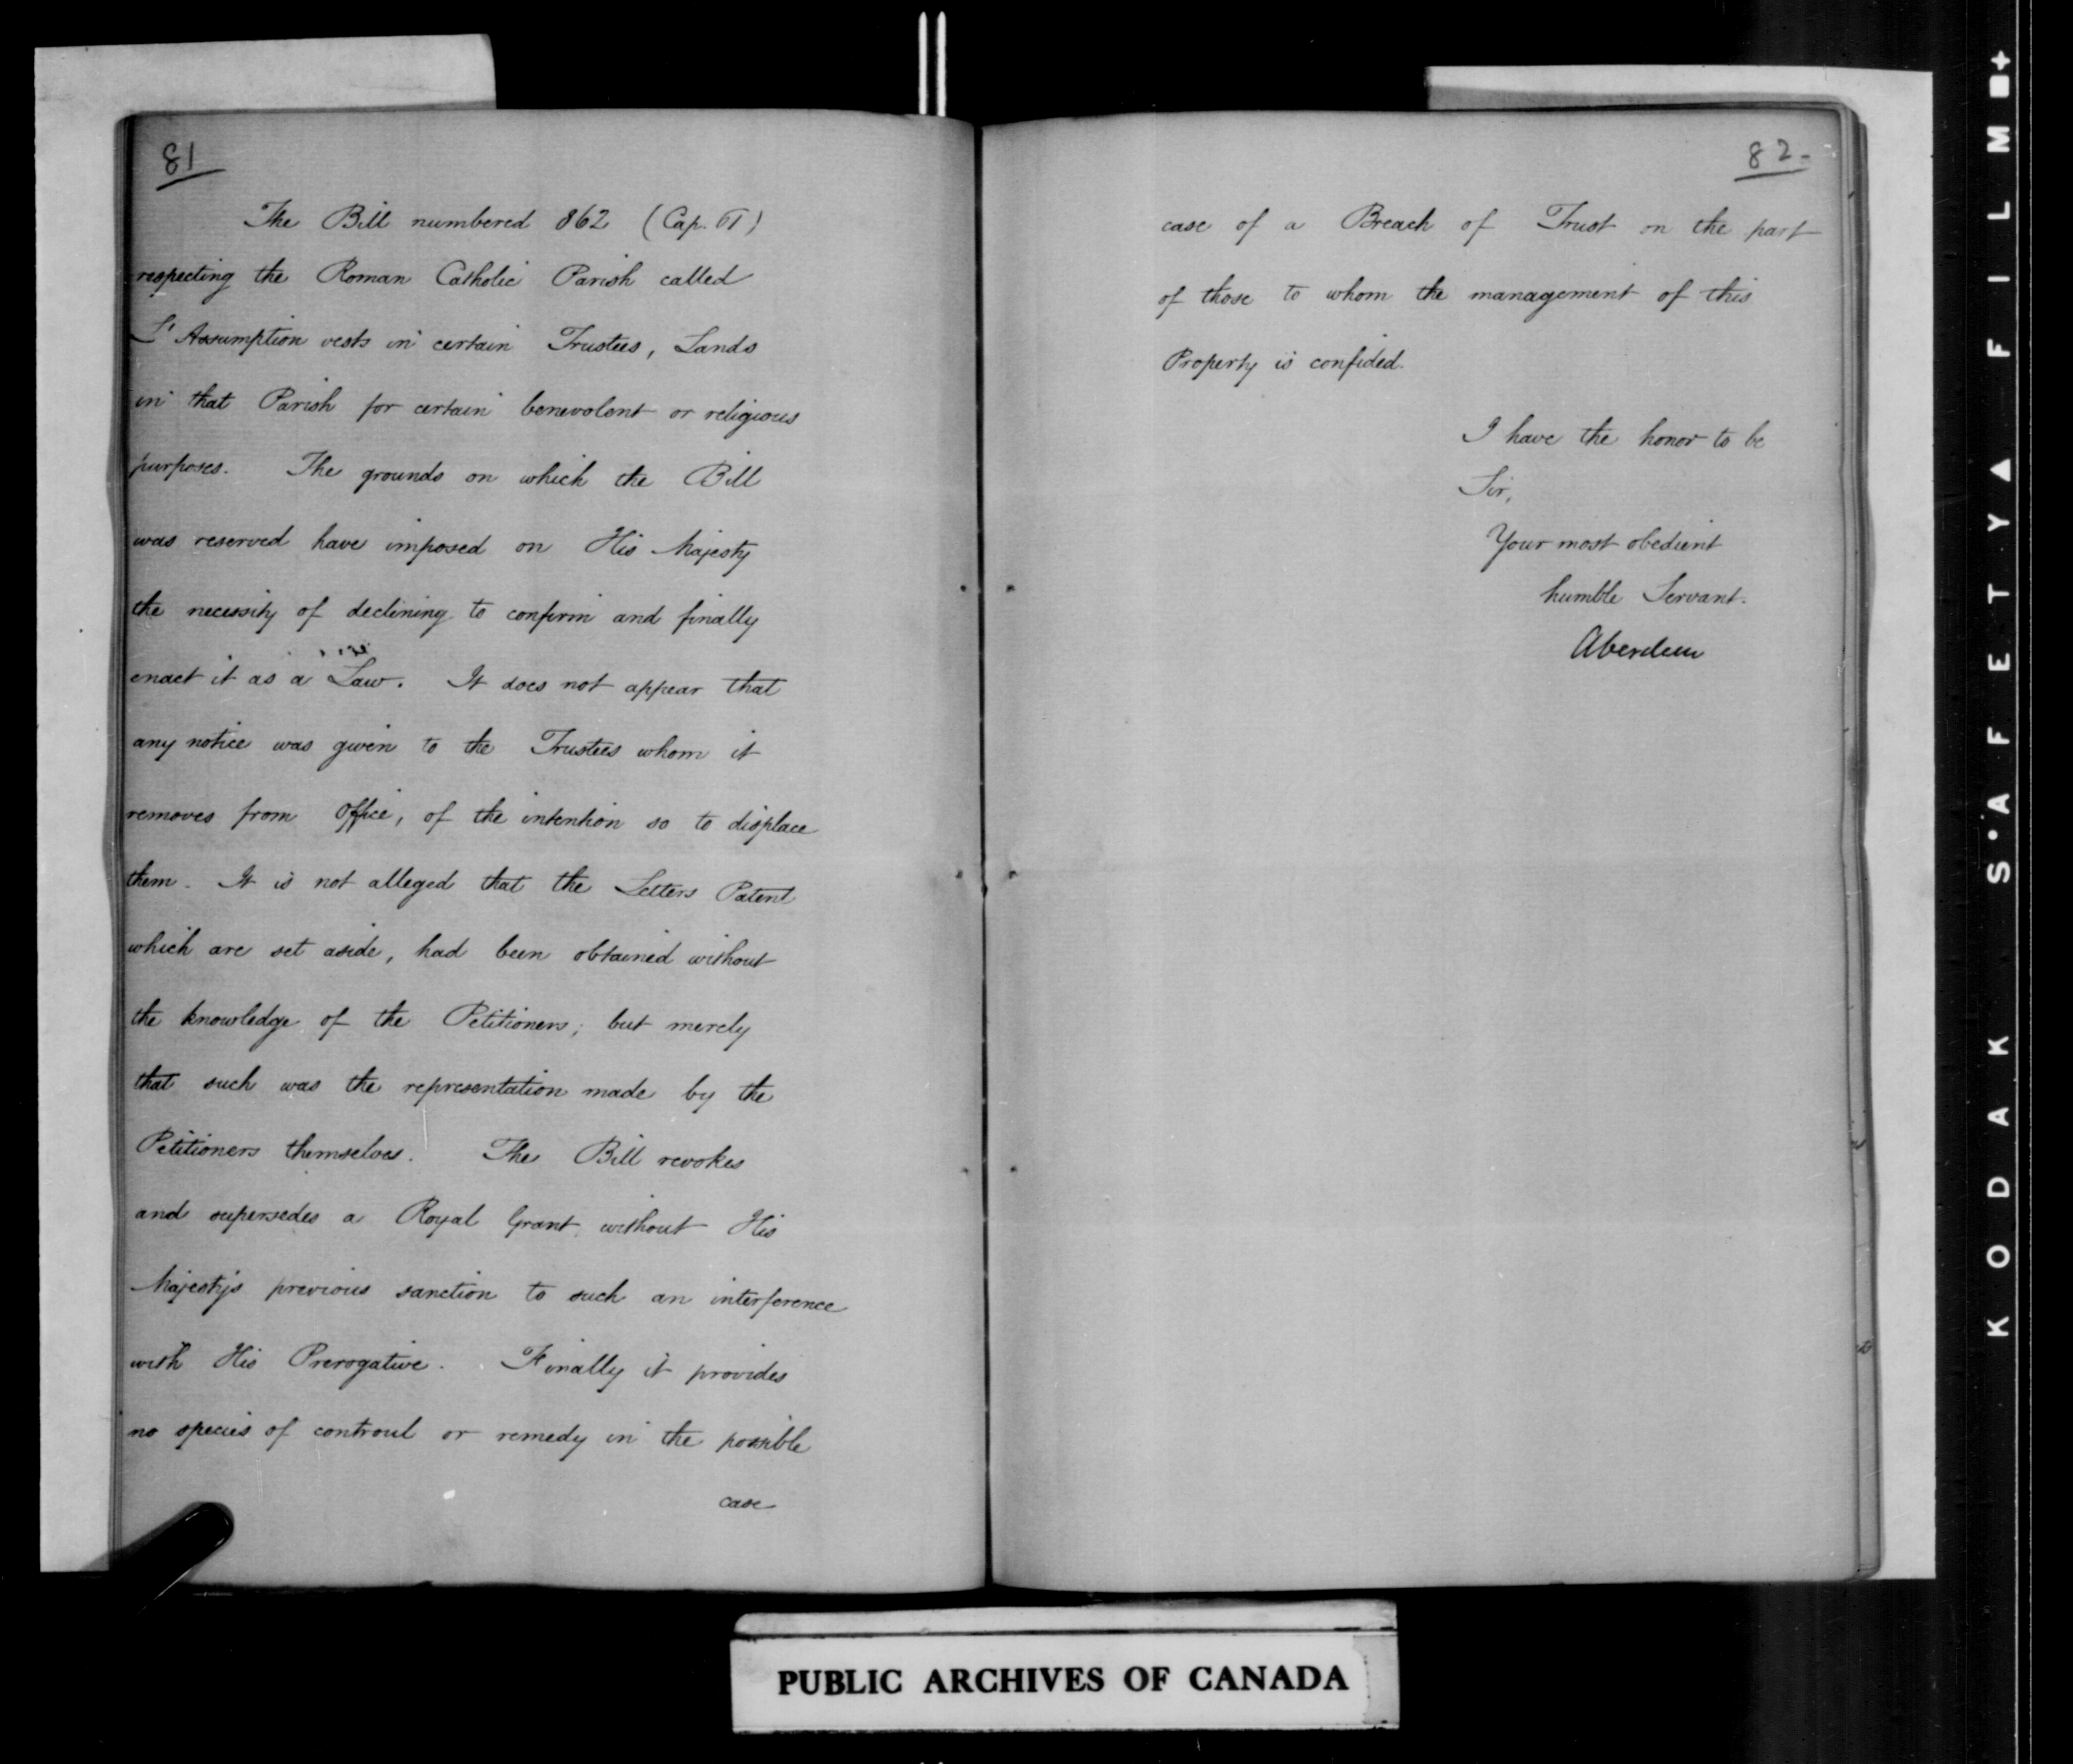 81
The Bill numbered 862 (Cap. 61)
respecting the Roman Catholic Parish called
L'Assumption vests in certain Trustees, Lands
in that Parish for certain benevolent or religious
purposes. The grounds on which the Bill
was reserved have imposed on His Majesty
the necessity of declining to confirm and finally
enact it as a Law. It does not appear that
any notice was given to the Trustees whom it
removes from Office, of the intention so to displace
them. It is not alleged that the Letters Patent
which are set aside, had been obtained without
the knowledge of the Petitioners; but merely
that such was the representation made by the
Petitioners themselves. The Bill revokes
and supersedes a Royal Grant without His
Majesty's previous sanction to such an interference
with His Prerogative. Finally it provides
no species of controul or remedy in the possible
case
82-
case of a Breach of Trust on the part
of those to whom the management of this
Property is confided.
I have the honor to be
Sir,
Your most obedient
humble Servant.
Aberdeen
PUBLIC ARCHIVES OF CANADA
KODAK S'AFETY▲FILM